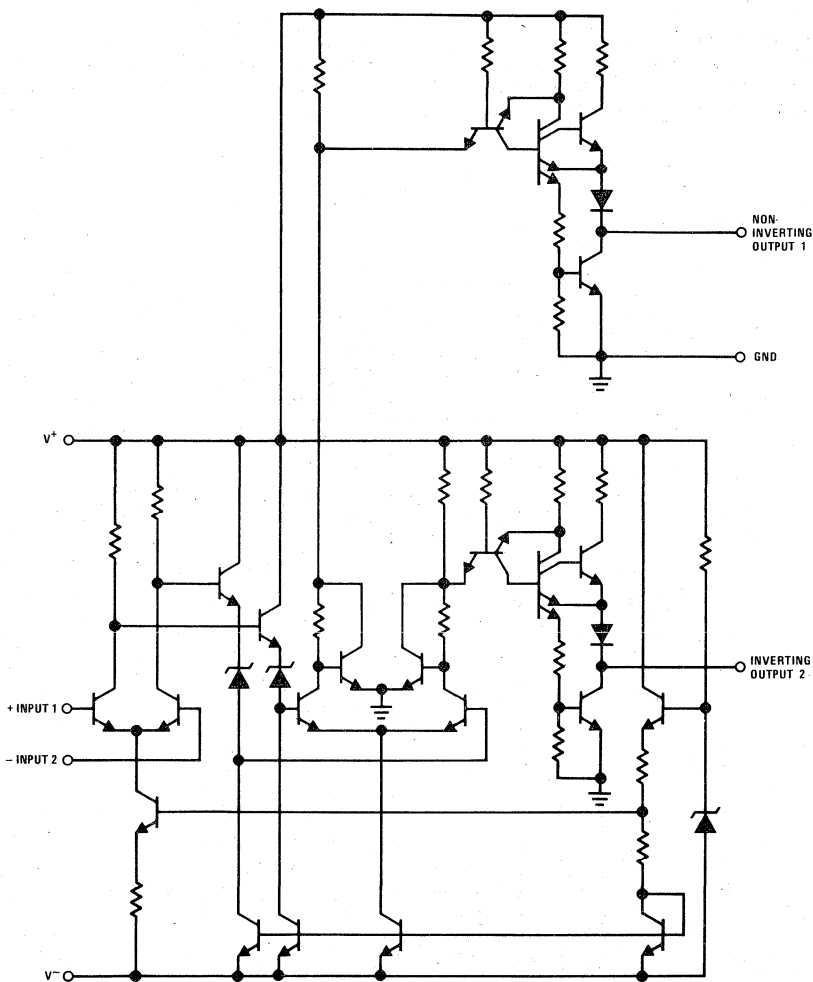 NON-
INVERTING
OUTPUT 1
GND
V+
INVERTING
OUTPUT 2
+ INPUT 1
− INPUT 2
V−